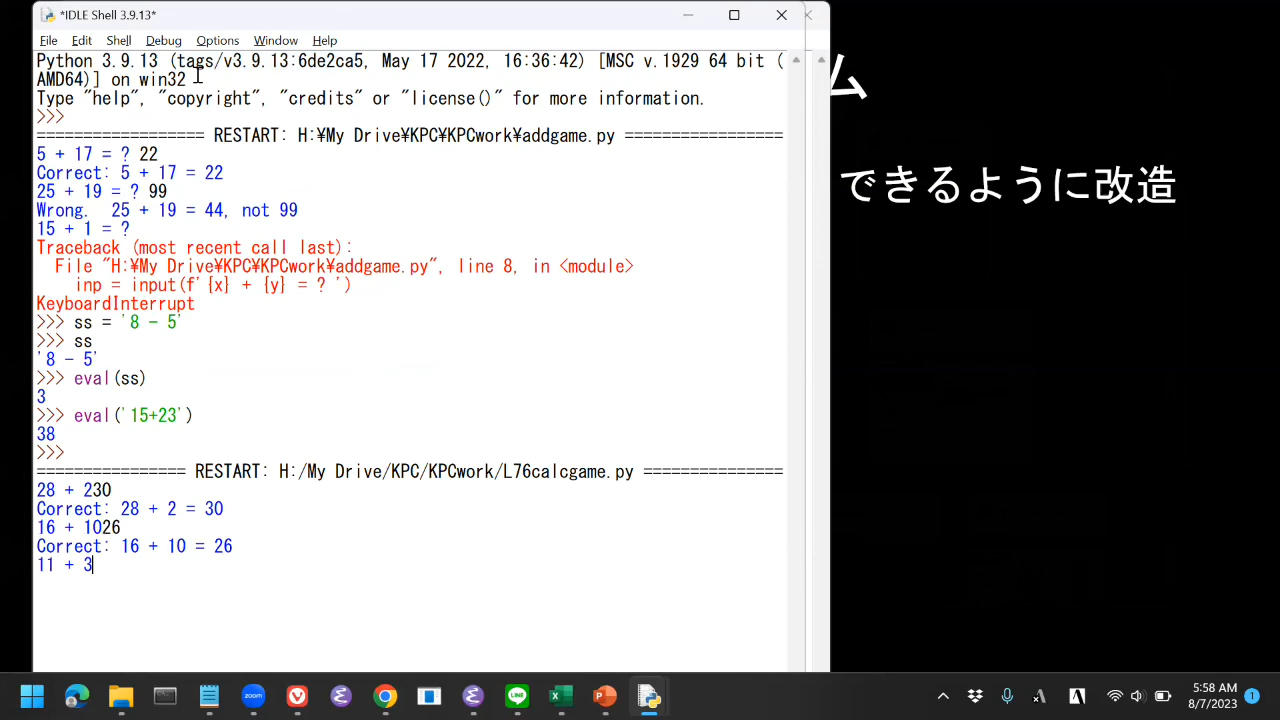 *IDLE Shell 3.9.13*
File Edit Shell Debug Options Window Help
Python 3.9.13 (tags/v3.9.13:6de2ca5, May 17 2022, 16:36:42) [MSC v.1929 64 bit (
AMD64)] on win32
Type "help", "copyright", "credits" or "license()" for more information.
>>>
================== RESTART: H:¥My Drive¥KPC¥KPCwork¥addgame.py =================
5 + 17 = ? 22
Correct: 5 + 17 = 22
25 + 19 = ? 99
Wrong.  25 + 19 = 44, not 99
15 + 1 = ?
Traceback (most recent call last):
  File "H:¥My Drive¥KPC¥KPCwork¥addgame.py", line 8, in <module>
    inp = input(f'{x} + {y} = ? ')
KeyboardInterrupt
>>> ss = '8 - 5'
>>> ss
'8 - 5'
>>> eval(ss)
3
>>> eval('15+23')
38
>>>
================ RESTART: H:/My Drive/KPC/KPCwork/L76calcgame.py ===============
28 + 230
Correct: 28 + 2 = 30
16 + 1026
Correct: 16 + 10 = 26
11 + 3
ム
できるように改造
zoom
LINE
A
5:58 AM
8/7/2023
1